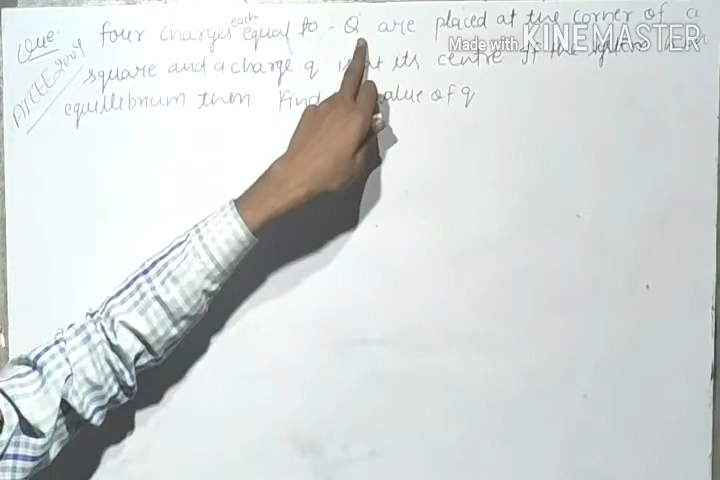 Que: four charges each equal to -Q are placed at the corner of a
square and a charge q its centre If the in
equilibrium then Find value of q
AIEEE 2004
Made with KINEMASTER